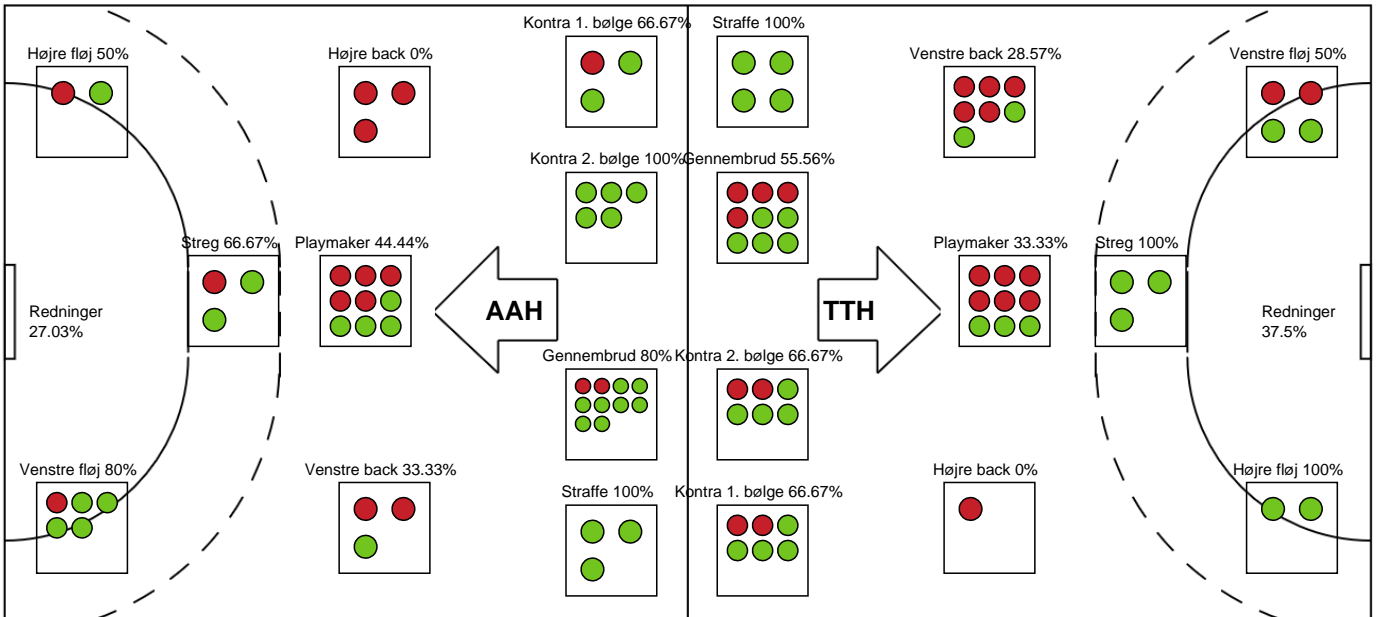 Kontra 1. bølge 66.67%
Straffe 100%
Højre fløj 50%
Højre back 0%
Venstre back 28.57%
Venstre fløj 50%
Kontra 2. bølge 100%
Gennembrud 55.56%
Streg 66.67%
Playmaker 44.44%
Playmaker 33.33%
Streg 100%
Redninger
27.03%
AAH
TTH
Redninger
37.5%
Gennembrud 80%
Kontra 2. bølge 66.67%
Venstre fløj 80%
Venstre back 33.33%
Straffe 100%
Kontra 1. bølge 66.67%
Højre back 0%
Højre fløj 100%